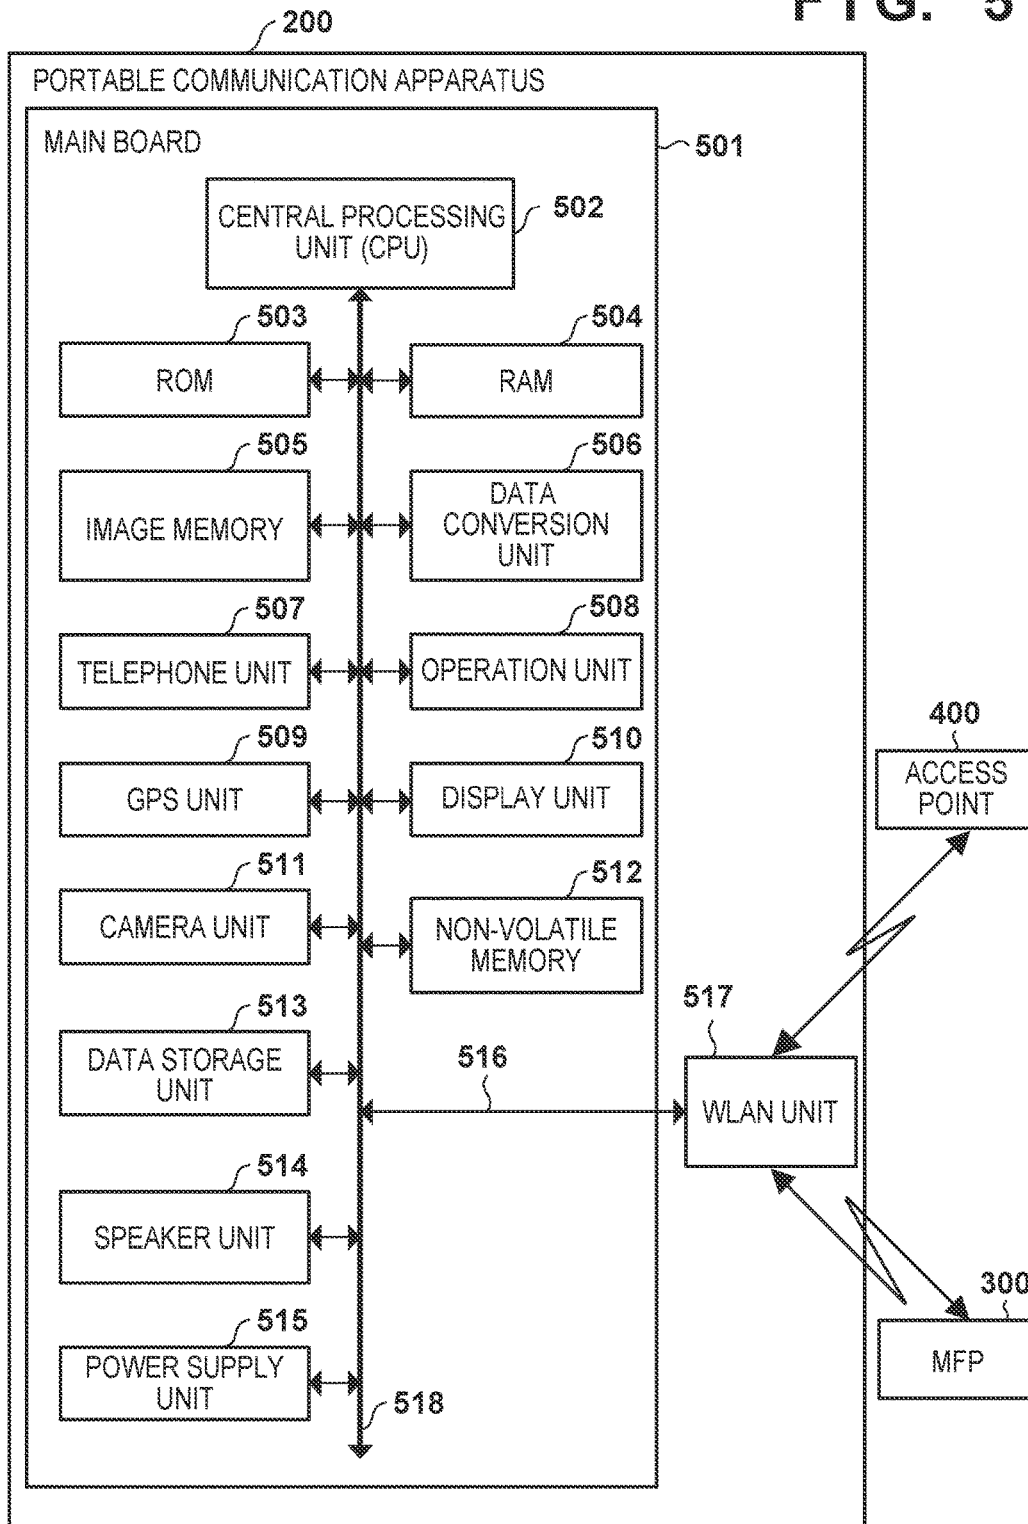 FIG. 5
200
PORTABLE COMMUNICATION APPARATUS
MAIN BOARD
501
CENTRAL PROCESSING
UNIT (CPU)
502
503
ROM
504
RAM
505
IMAGE MEMORY
506
DATA
CONVERSION
UNIT
507
TELEPHONE UNIT
508
OPERATION UNIT
509
GPS UNIT
510
DISPLAY UNIT
400
ACCESS
POINT
511
CAMERA UNIT
512
NON-VOLATILE
MEMORY
513
DATA STORAGE
UNIT
516
517
WLAN UNIT
514
SPEAKER UNIT
300
MFP
515
POWER SUPPLY
UNIT
518